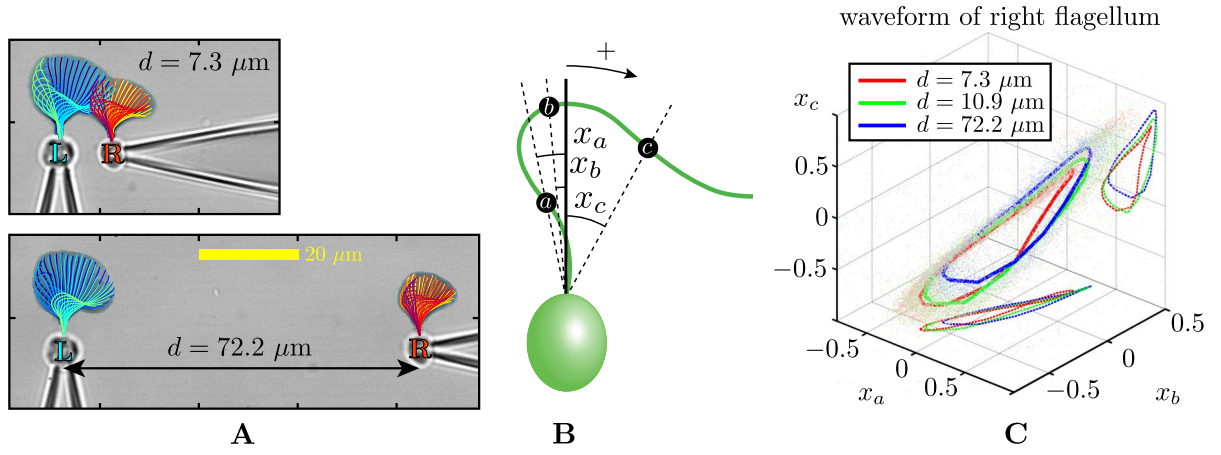 d = 7.3 μm
L
R
20 μm
d = 72.2 μm
L
R
A
+
b
x_a
c
x_b
a
x_c
B
waveform of right flagellum
x_c
d = 7.3 μm
d = 10.9 μm
d = 72.2 μm
0.5
0
−0.5
−0.5
0
0.5
x_a
−0.5
0
0.5
x_b
C